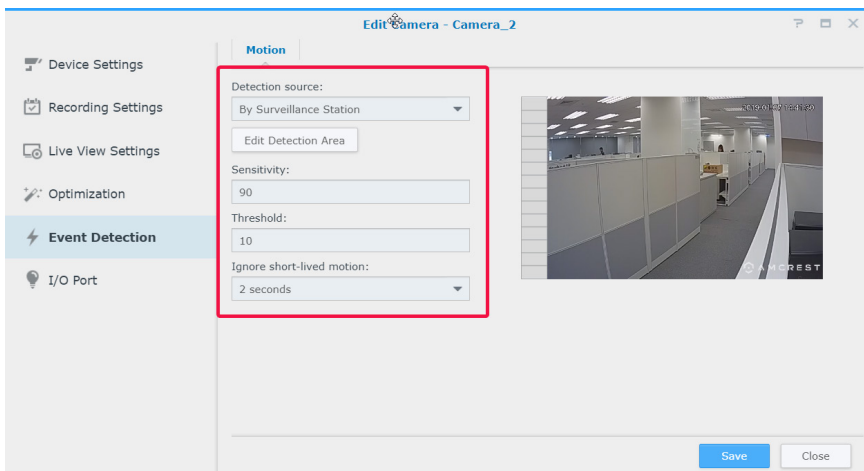 Edit Camera - Camera_2
Device Settings
Recording Settings
Live View Settings
Optimization
Event Detection
I/O Port
Motion
Detection source:
By Surveillance Station
Edit Detection Area
Sensitivity:
90
Threshold:
10
Ignore short-lived motion:
2 seconds
AMCREST
Save
Close